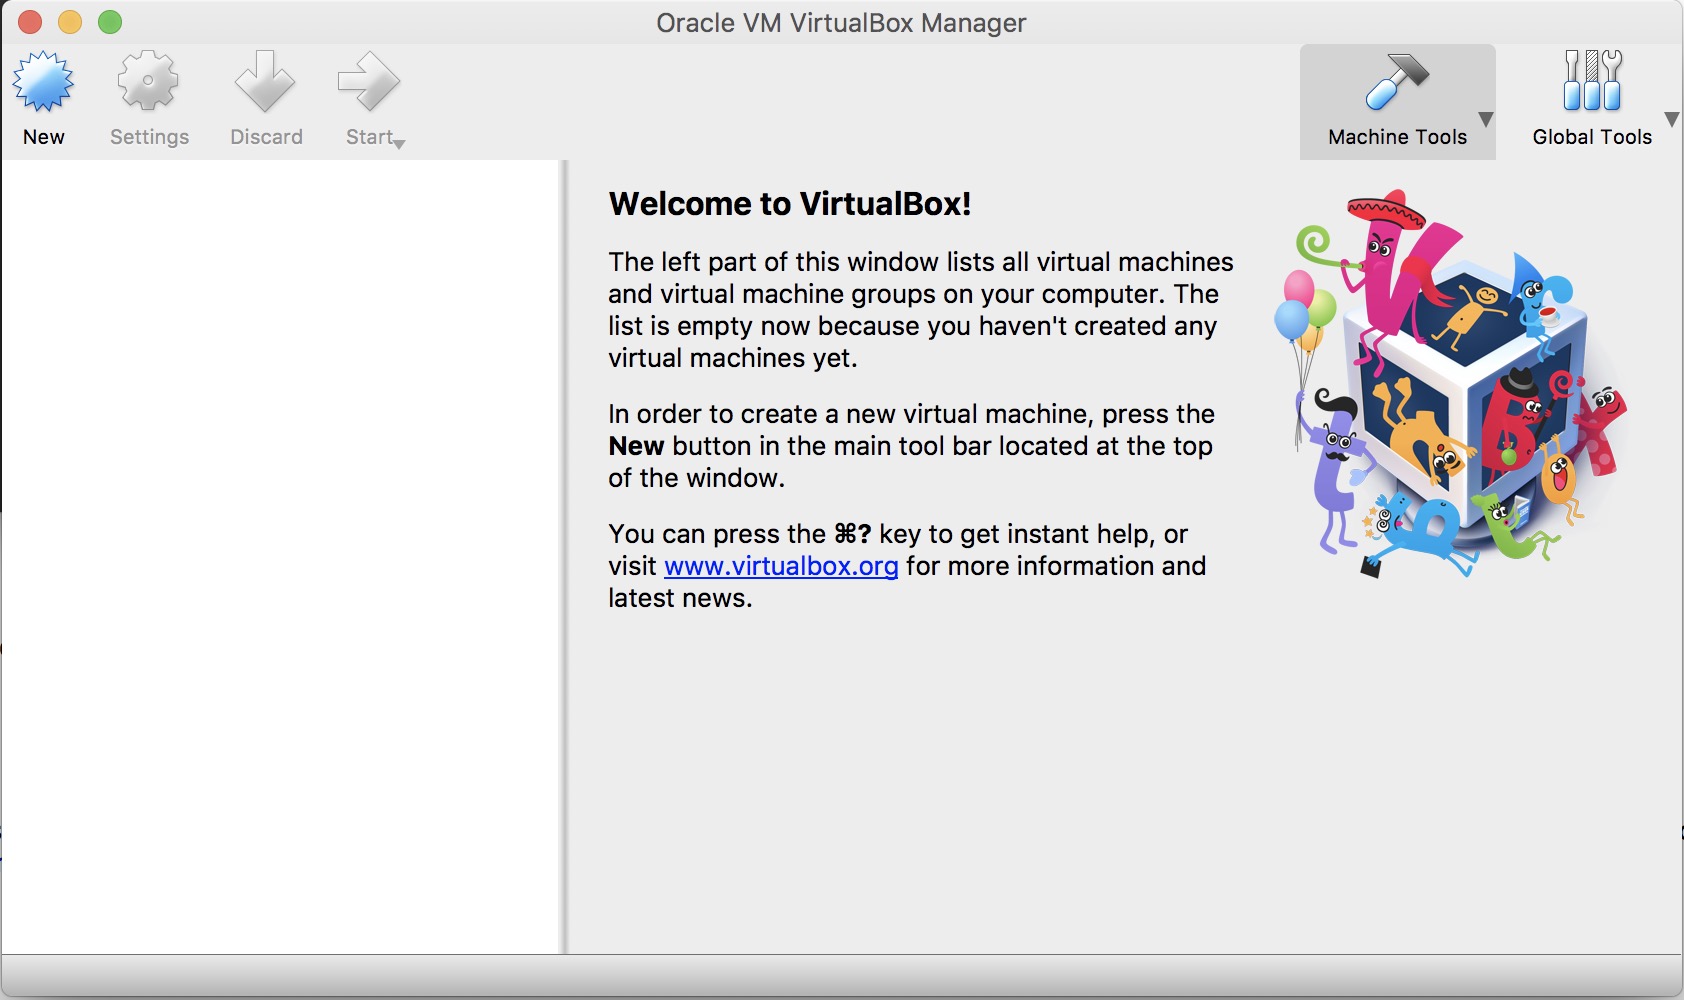 Oracle VM VirtualBox Manager
New
Settings
Discard
Start
Machine Tools
Global Tools
Welcome to VirtualBox!
The left part of this window lists all virtual machines
and virtual machine groups on your computer. The
list is empty now because you haven't created any
virtual machines yet.
In order to create a new virtual machine, press the
New button in the main tool bar located at the top
of the window.
You can press the ⌘? key to get instant help, or
visit www.virtualbox.org for more information and
latest news.